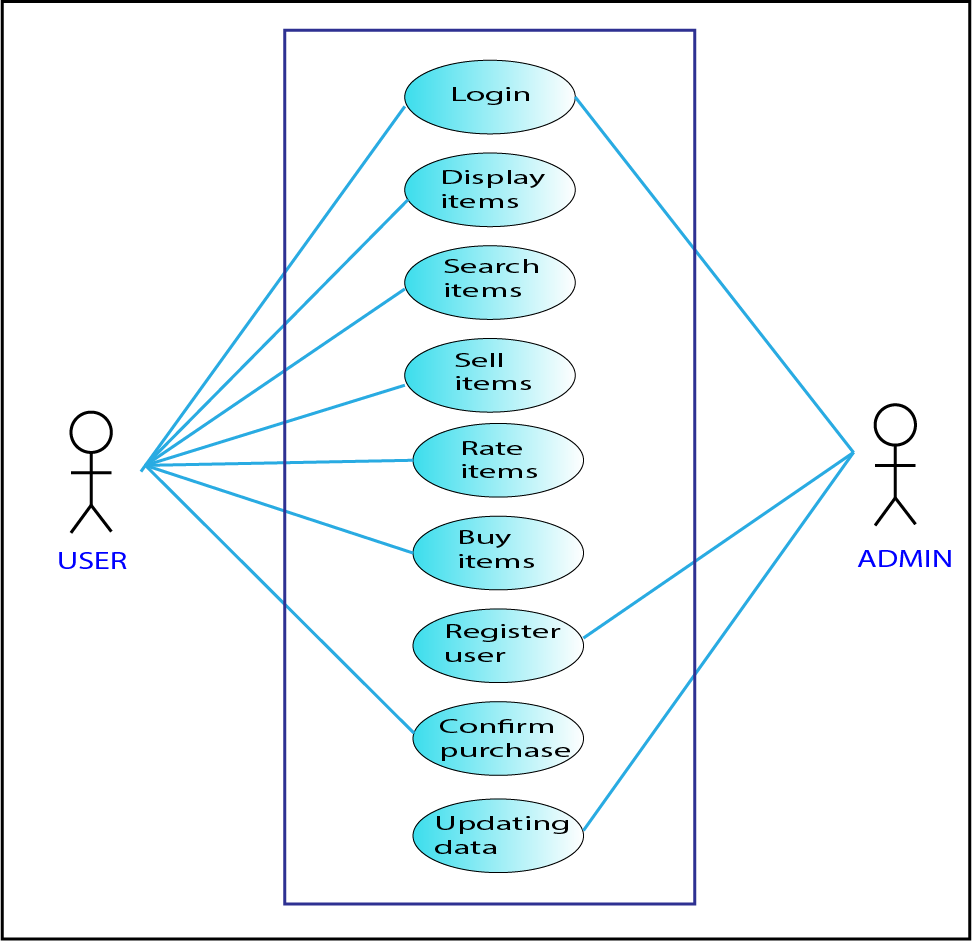 Login
Display
items
Search
items
Sell
items
Rate
items
Buy
items
Register
user
Confirm
purchase
Updating
data
USER
ADMIN